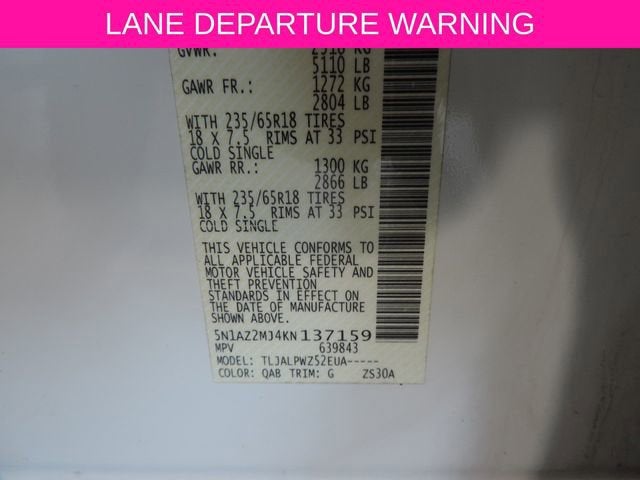 LANE DEPARTURE WARNING
GVWR: 2318 KG
5110 LB
GAWR FR.: 1272 KG
2804 LB
WITH 235/65R18 TIRES
18 X 7.5 RIMS AT 33 PSI
COLD SINGLE
GAWR RR.: 1300 KG
2866 LB
WITH 235/65R18 TIRES
18 X 7.5 RIMS AT 33 PSI
COLD SINGLE
THIS VEHICLE CONFORMS TO
ALL APPLICABLE FEDERAL
MOTOR VEHICLE SAFETY AND
THEFT PREVENTION
STANDARDS IN EFFECT ON
THE DATE OF MANUFACTURE
SHOWN ABOVE.
5N1AZ2MJ4KN137159
MPV 639843
MODEL: TLJALPWZ52EUA-----
COLOR: QAB TRIM: G ZS30A